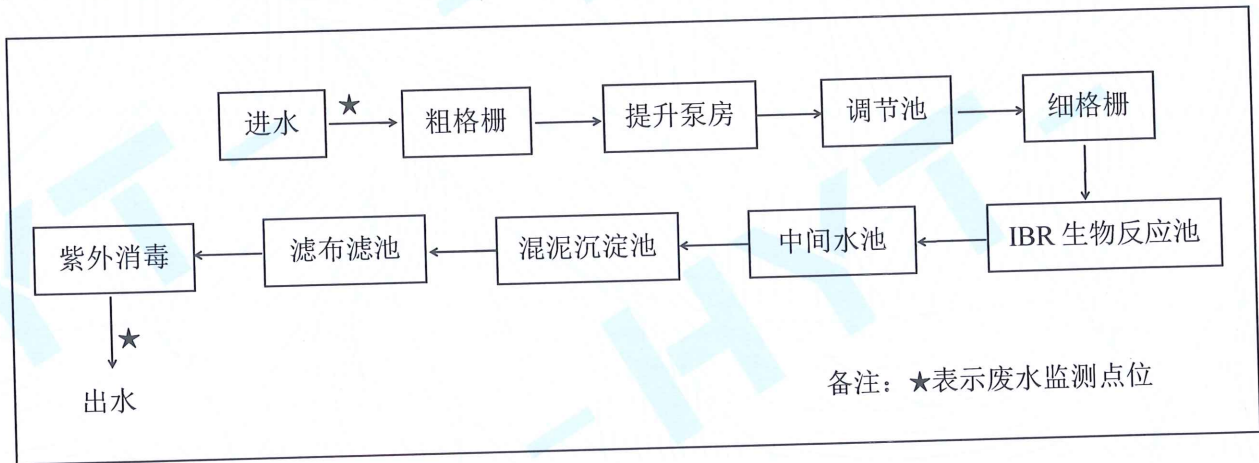 进水
★
粗格栅
提升泵房
调节池
细格栅
IBR 生物反应池
中间水池
混泥沉淀池
滤布滤池
紫外消毒
★
出水
备注：★表示废水监测点位
HYT
HYT